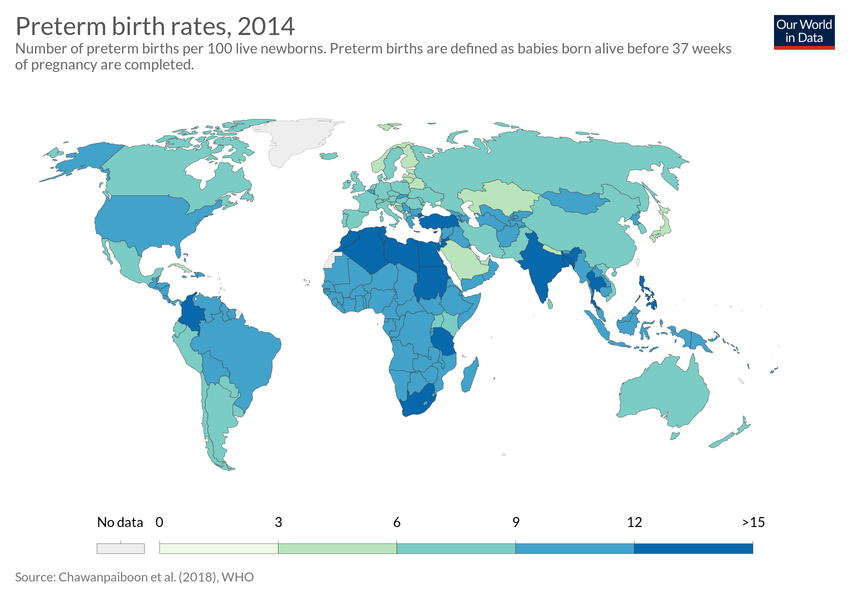 Preterm birth rates, 2014
Our World
in Data
Number of preterm births per 100 live newborns. Preterm births are defined as babies born alive before 37 weeks
of pregnancy are completed.
No data 0 3 6 9 12 >15
Source: Chawanpaiboon et al. (2018), WHO